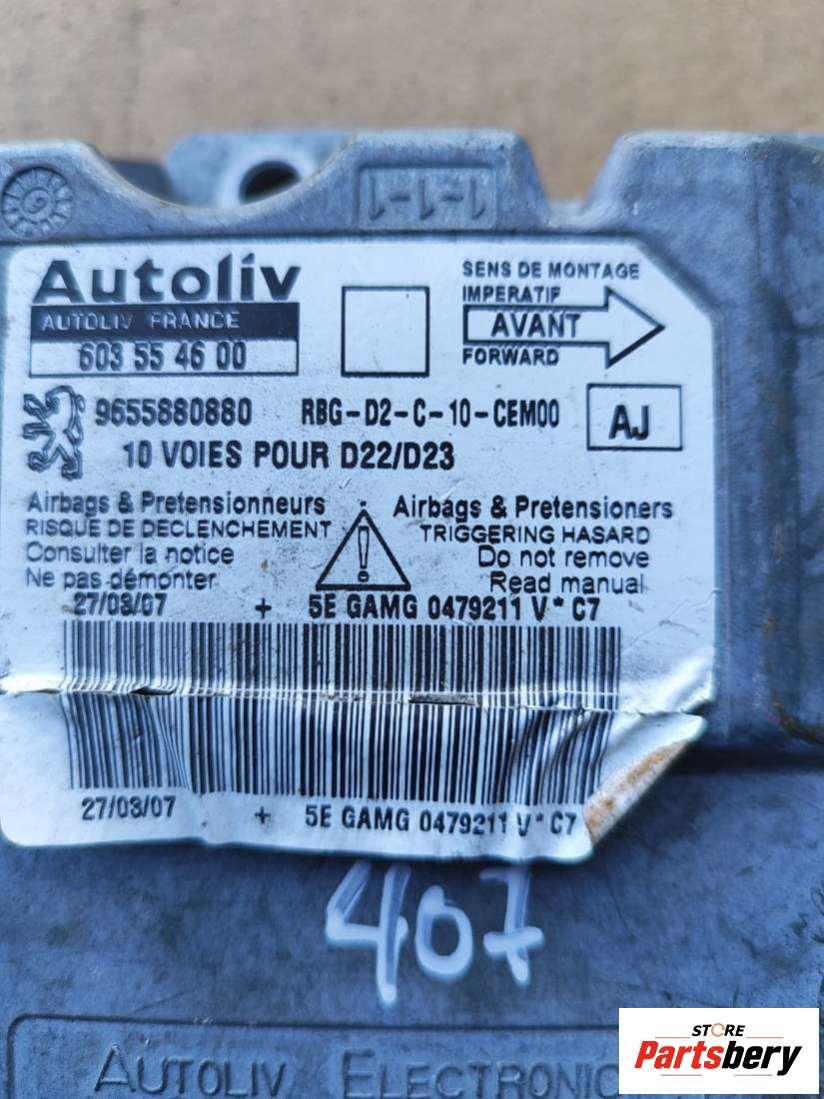 1-1-1
Autoliv
AUTOLIV FRANCE
603 55 46 00
SENS DE MONTAGE
IMPERATIF
AVANT
FORWARD
9655880880 RBG-D2-C-10-CEM00 AJ
10 VOIES POUR D22/D23
Airbags & Pretensionneurs
RISQUE DE DECLENCHEMENT
Consulter la notice
Ne pas démonter
Airbags & Pretensioners
TRIGGERING HASARD
Do not remove
Read manual
27/03/07 + 5E GAMG 0479211 V * C7
27/03/07 + 5E GAMG 0479211 V * C7
407
AUTOLIV ELECTRONIC
STORE
Partsbery